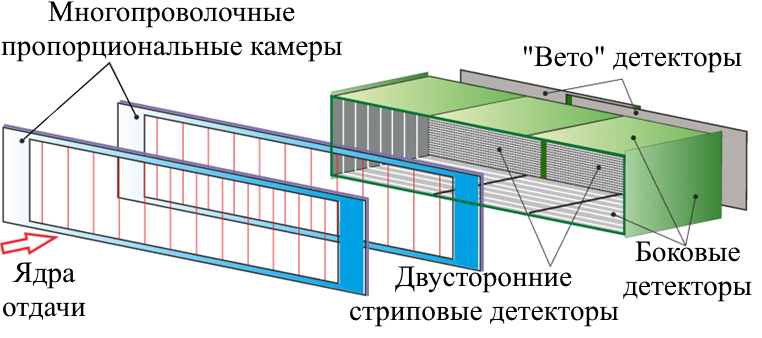 Многопроволочные
пропорциональные камеры
"Вето" детекторы
Ядра
отдачи
Двусторонние
стриповые детекторы
Боковые
детекторы